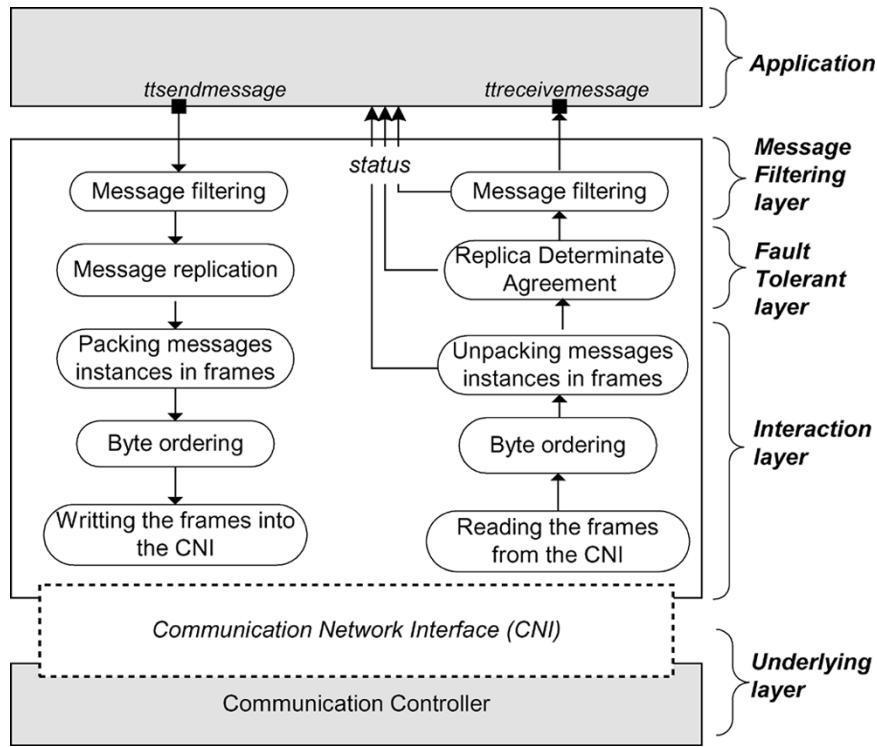 Application
ttsendmessage
ttreceivemessage
status
Message
Filtering
layer
Message filtering
Message filtering
Fault
Tolerant
layer
Message replication
Replica Determinate
Agreement
Packing messages
instances in frames
Unpacking messages
instances in frames
Interaction
layer
Byte ordering
Byte ordering
Writting the frames into
the CNI
Reading the frames
from the CNI
Communication Network Interface (CNI)
Underlying
layer
Communication Controller